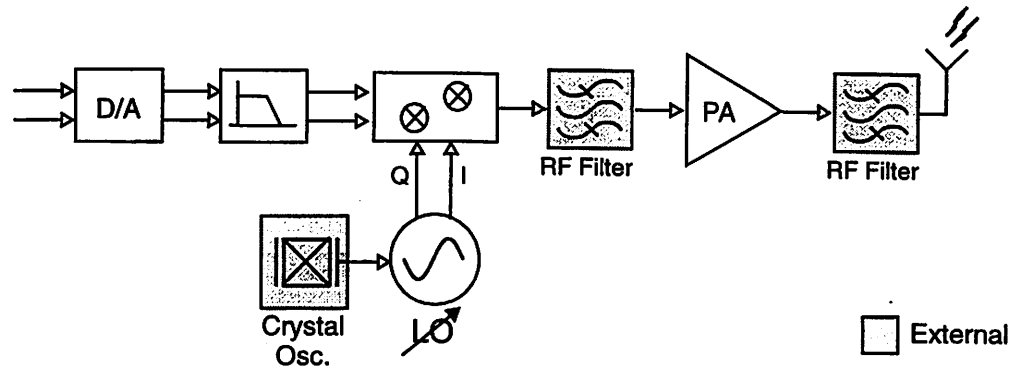 D/A
PA
RF Filter
RF Filter
Q
I
Crystal
Osc.
LO
External